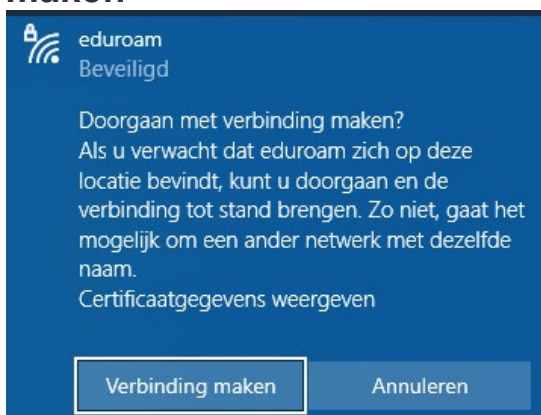 maken
eduroam
Beveiligd
Doorgaan met verbinding maken?
Als u verwacht dat eduroam zich op deze
locatie bevindt, kunt u doorgaan en de
verbinding tot stand brengen. Zo niet, gaat het
mogelijk om een ander netwerk met dezelfde
naam.
Certificaatgegevens weergeven
Verbinding maken
Annuleren